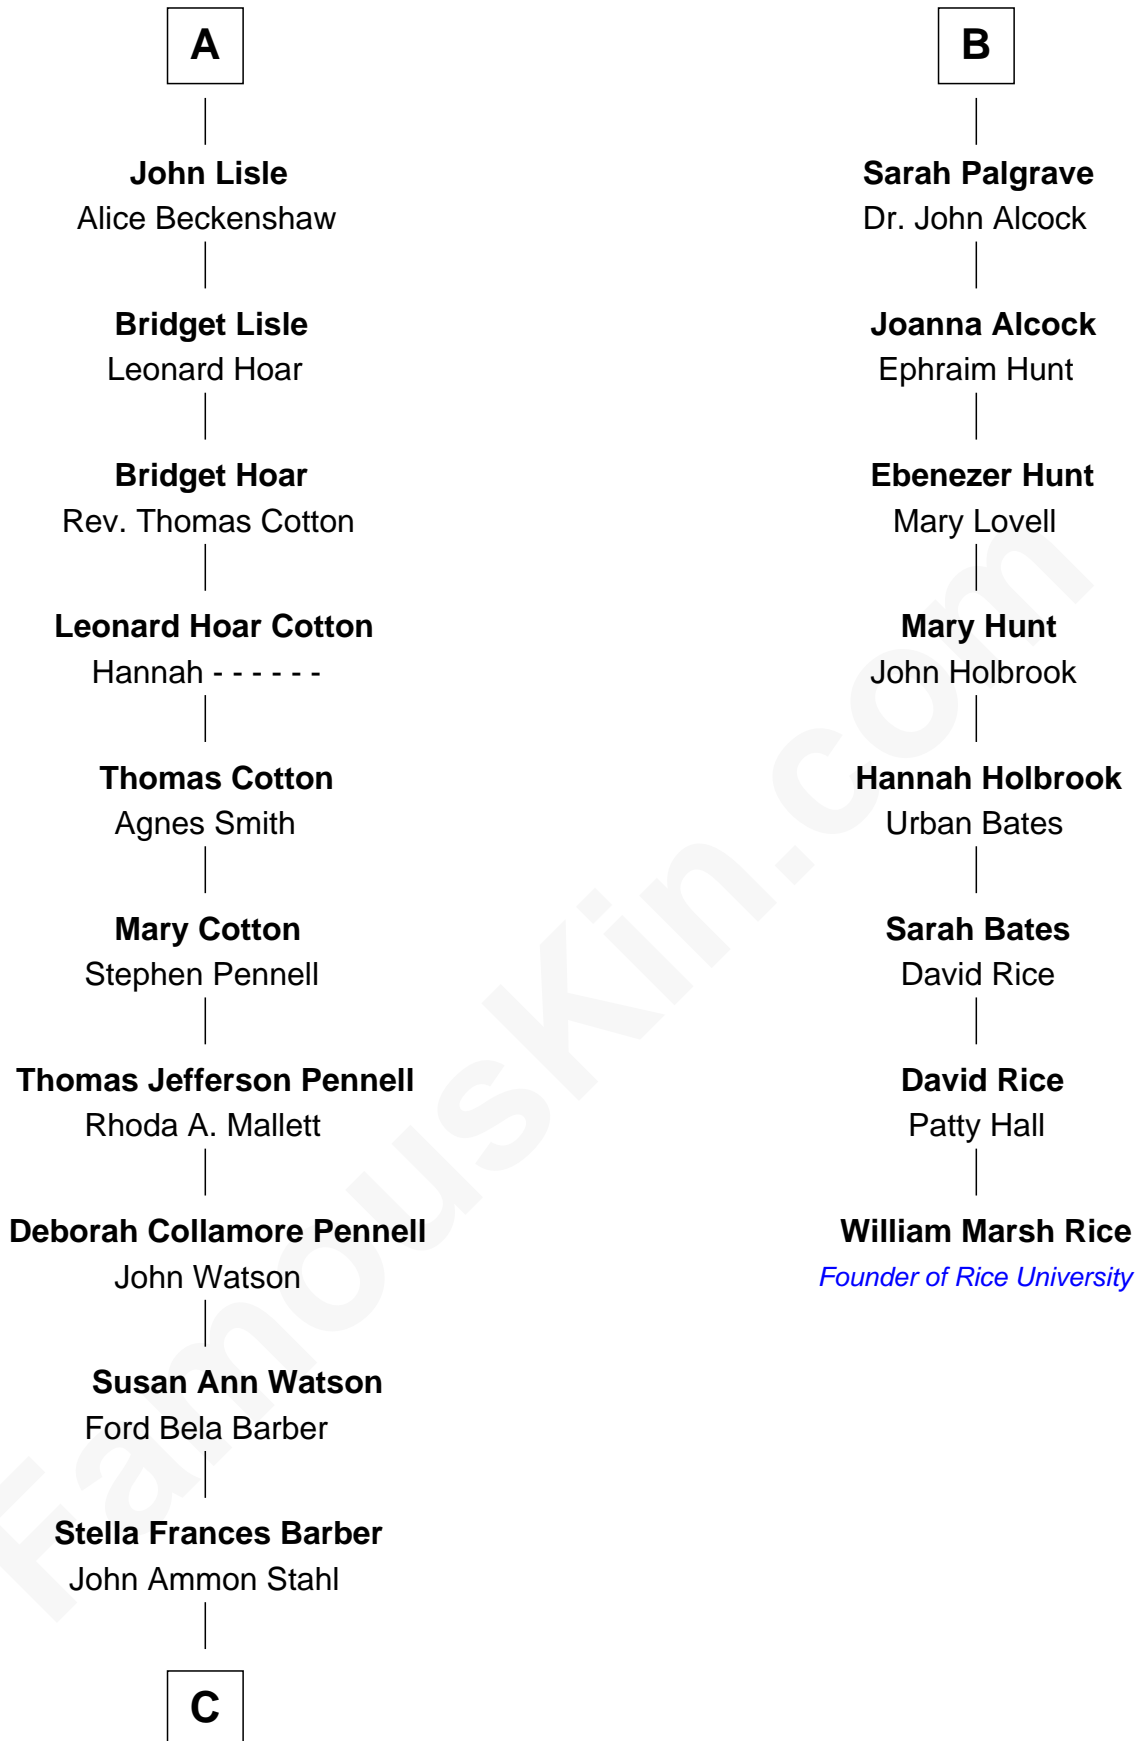 A
John Lisle
Alice Beckenshaw
Bridget Lisle
Leonard Hoar
Bridget Hoar
Rev. Thomas Cotton
Leonard Hoar Cotton
Hannah - - - - - -
Thomas Cotton
Agnes Smith
Mary Cotton
Stephen Pennell
Thomas Jefferson Pennell
Rhoda A. Mallett
Deborah Collamore Pennell
John Watson
Susan Ann Watson
Ford Bela Barber
Stella Frances Barber
John Ammon Stahl
C
B
Sarah Palgrave
Dr. John Alcock
Joanna Alcock
Ephraim Hunt
Ebenezer Hunt
Mary Lovell
Mary Hunt
John Holbrook
Hannah Holbrook
Urban Bates
Sarah Bates
David Rice
David Rice
Patty Hall
William Marsh Rice
Founder of Rice University
FamousKin.com